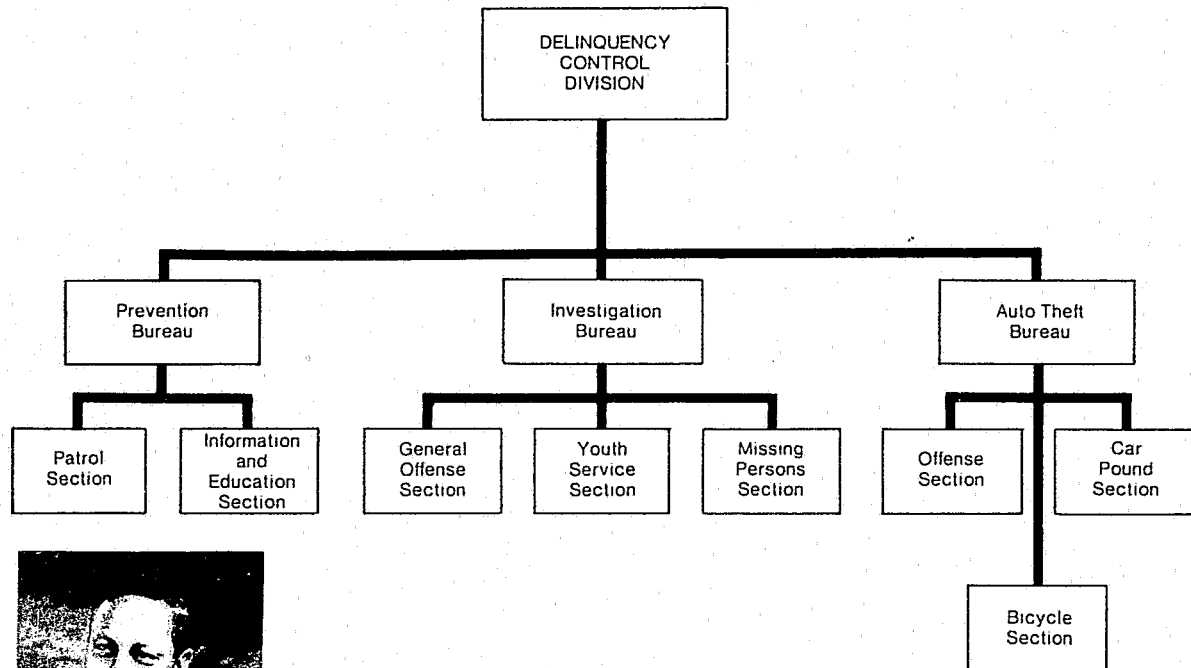 DELINQUENCY
CONTROL
DIVISION
Prevention
Bureau
Investigation
Bureau
Auto Theft
Bureau
Patrol
Section
Information
and
Education
Section
General
Offense
Section
Youth
Service
Section
Missing
Persons
Section
Offense
Section
Car
Pound
Section
Bicycle
Section